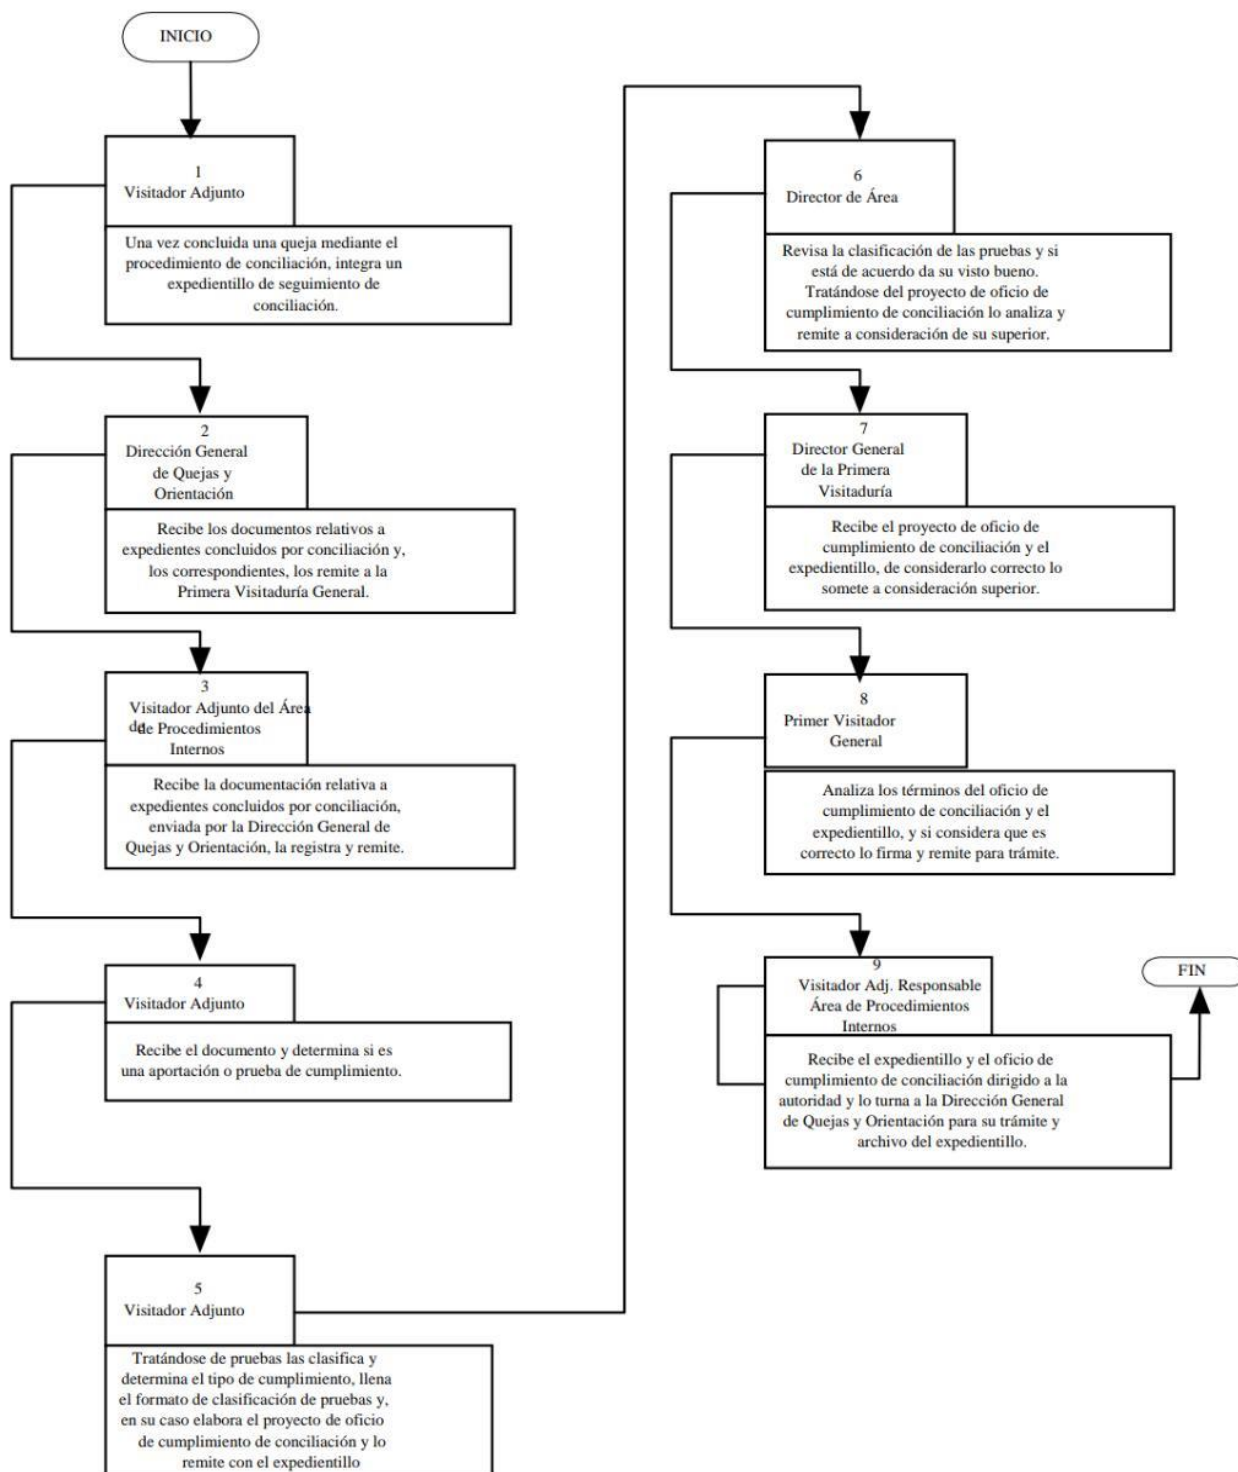 INICIO
1
Visitador Adjunto
Una vez concluida una queja mediante el
procedimiento de conciliación, integra un
expedientillo de seguimiento de
conciliación.
2
Dirección General
de Quejas y
Orientación
Recibe los documentos relativos a
expedientes concluidos por conciliación y,
los correspondientes, los remite a la
Primera Visitaduría General.
3
Visitador Adjunto del Área
de
de Procedimientos
Internos
Recibe la documentación relativa a
expedientes concluidos por conciliación,
enviada por la Dirección General de
Quejas y Orientación, la registra y remite.
4
Visitador Adjunto
Recibe el documento y determina si es
una aportación o prueba de cumplimiento.
5
Visitador Adjunto
Tratándose de pruebas las clasifica y
determina el tipo de cumplimiento, llena
el formato de clasificación de pruebas y,
en su caso elabora el proyecto de oficio
de cumplimiento de conciliación y lo
remite con el expedientillo
6
Director de Área
Revisa la clasificación de las pruebas y si
está de acuerdo da su visto bueno.
Tratándose del proyecto de oficio de
cumplimiento de conciliación lo analiza y
remite a consideración de su superior.
7
Director General
de la Primera
Visitaduría
Recibe el proyecto de oficio de
cumplimiento de conciliación y el
expedientillo, de considerarlo correcto lo
somete a consideración superior.
8
Primer Visitador
General
Analiza los términos del oficio de
cumplimiento de conciliación y el
expedientillo, y si considera que es
correcto lo firma y remite para trámite.
9
Visitador Adj. Responsable
Área de Procedimientos
Internos
Recibe el expedientillo y el oficio de
cumplimiento de conciliación dirigido a la
autoridad y lo turna a la Dirección General
de Quejas y Orientación para su trámite y
archivo del expedientillo.
FIN